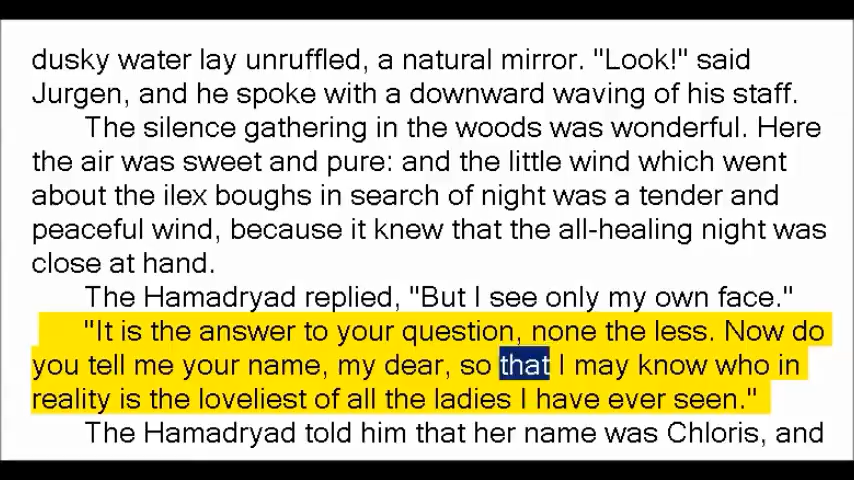 dusky water lay unruffled, a natural mirror. "Look!" said
Jurgen, and he spoke with a downward waving of his staff.
The silence gathering in the woods was wonderful. Here
the air was sweet and pure: and the little wind which went
about the ilex boughs in search of night was a tender and
peaceful wind, because it knew that the all-healing night was
close at hand.
The Hamadryad replied, "But I see only my own face."
"It is the answer to your question, none the less. Now do
you tell me your name, my dear, so that I may know who in
reality is the loveliest of all the ladies I have ever seen."
The Hamadryad told him that her name was Chloris, and